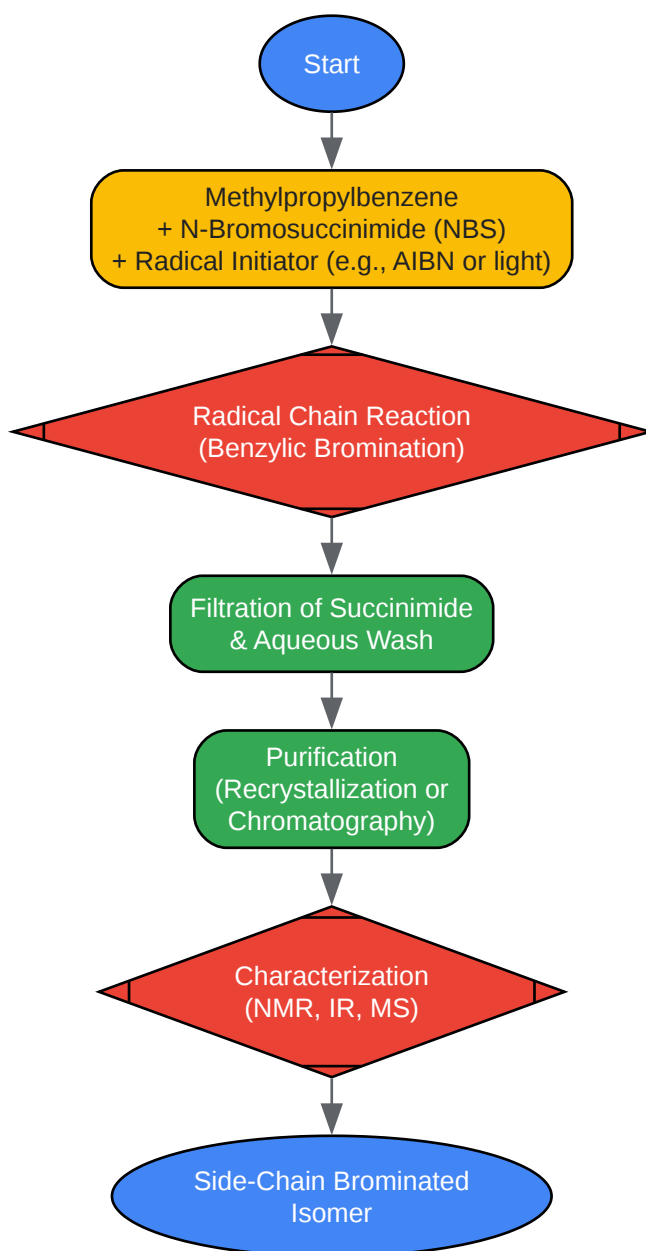 Start
Methylpropylbenzene
+ N-Bromosuccinimide (NBS)
+ Radical Initiator (e.g., AIBN or light)
Radical Chain Reaction
(Benzylic Bromination)
Filtration of Succinimide
& Aqueous Wash
Purification
(Recrystallization or
Chromatography)
Characterization
(NMR, IR, MS)
Side-Chain Brominated
Isomer